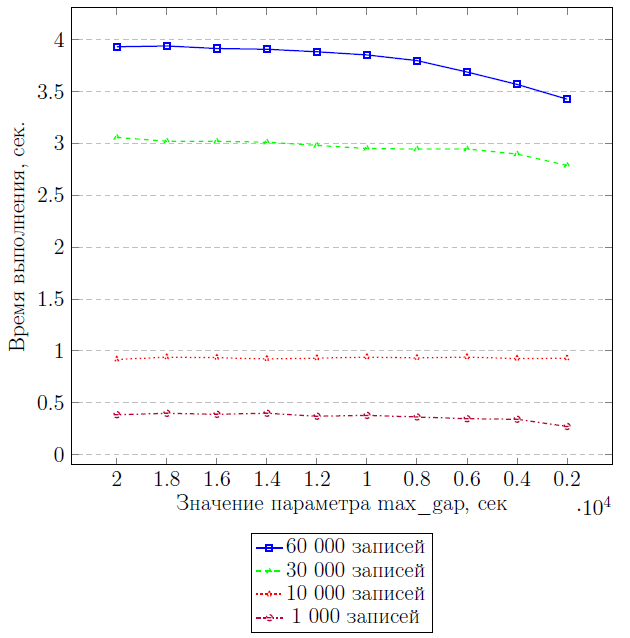 4
3.5
3
2.5
2
1.5
1
0.5
0
Время выполнения, сек.
2 1.8 1.6 1.4 1.2 1 0.8 0.6 0.4 0.2
·10⁴
Значение параметра max_gap, сек
60 000 записей
30 000 записей
10 000 записей
1 000 записей